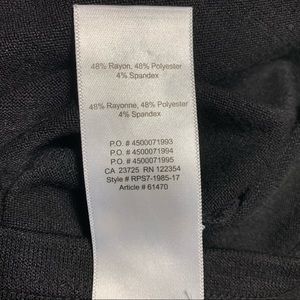 48% Rayon, 48% Polyester
4% Spandex
48% Rayonne, 48% Polyester
4% Spandex
P.O. # 4500071993
P.O. # 4500071994
P.O. # 4500071995
CA 23725 RN 122354
Style # RPS7-1985-17
Article # 61470